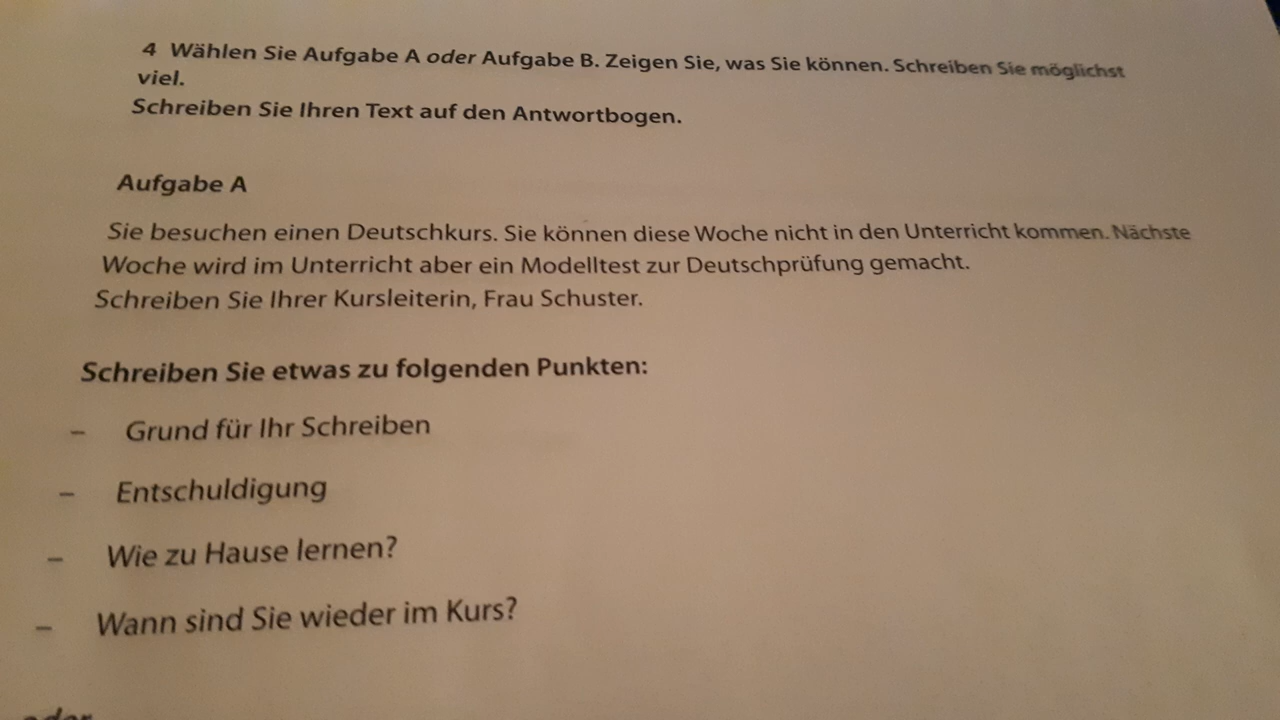 4 Wählen Sie Aufgabe A oder Aufgabe B. Zeigen Sie, was Sie können. Schreiben Sie möglichst
viel.
Schreiben Sie Ihren Text auf den Antwortbogen.
Aufgabe A
Sie besuchen einen Deutschkurs. Sie können diese Woche nicht in den Unterricht kommen. Nächste
Woche wird im Unterricht aber ein Modelltest zur Deutschprüfung gemacht.
Schreiben Sie Ihrer Kursleiterin, Frau Schuster.
Schreiben Sie etwas zu folgenden Punkten:
– Grund für Ihr Schreiben
– Entschuldigung
– Wie zu Hause lernen?
– Wann sind Sie wieder im Kurs?
oder